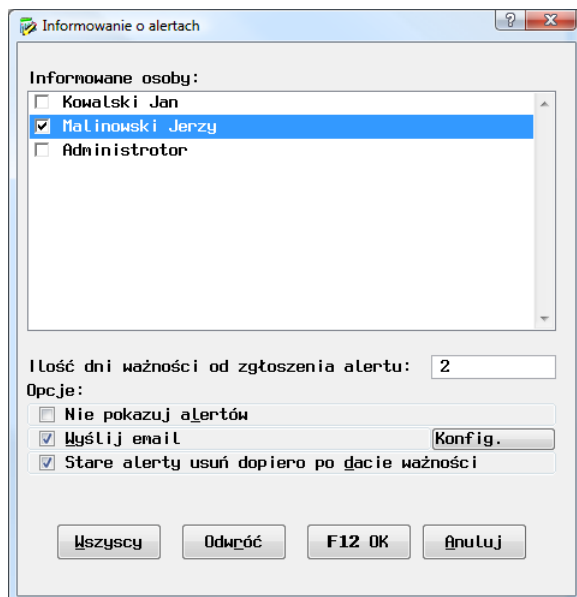 Informowanie o alertach
Informowane osoby:
Kowalski Jan
Malinowski Jerzy
Administrotor
Ilość dni ważności od zgłoszenia alertu: 2
Opcje:
Nie pokazuj alertów
Wyślij email Konfig.
Stare alerty usuń dopiero po dacie ważności
Wszyscy Odwróć F12 OK Anuluj